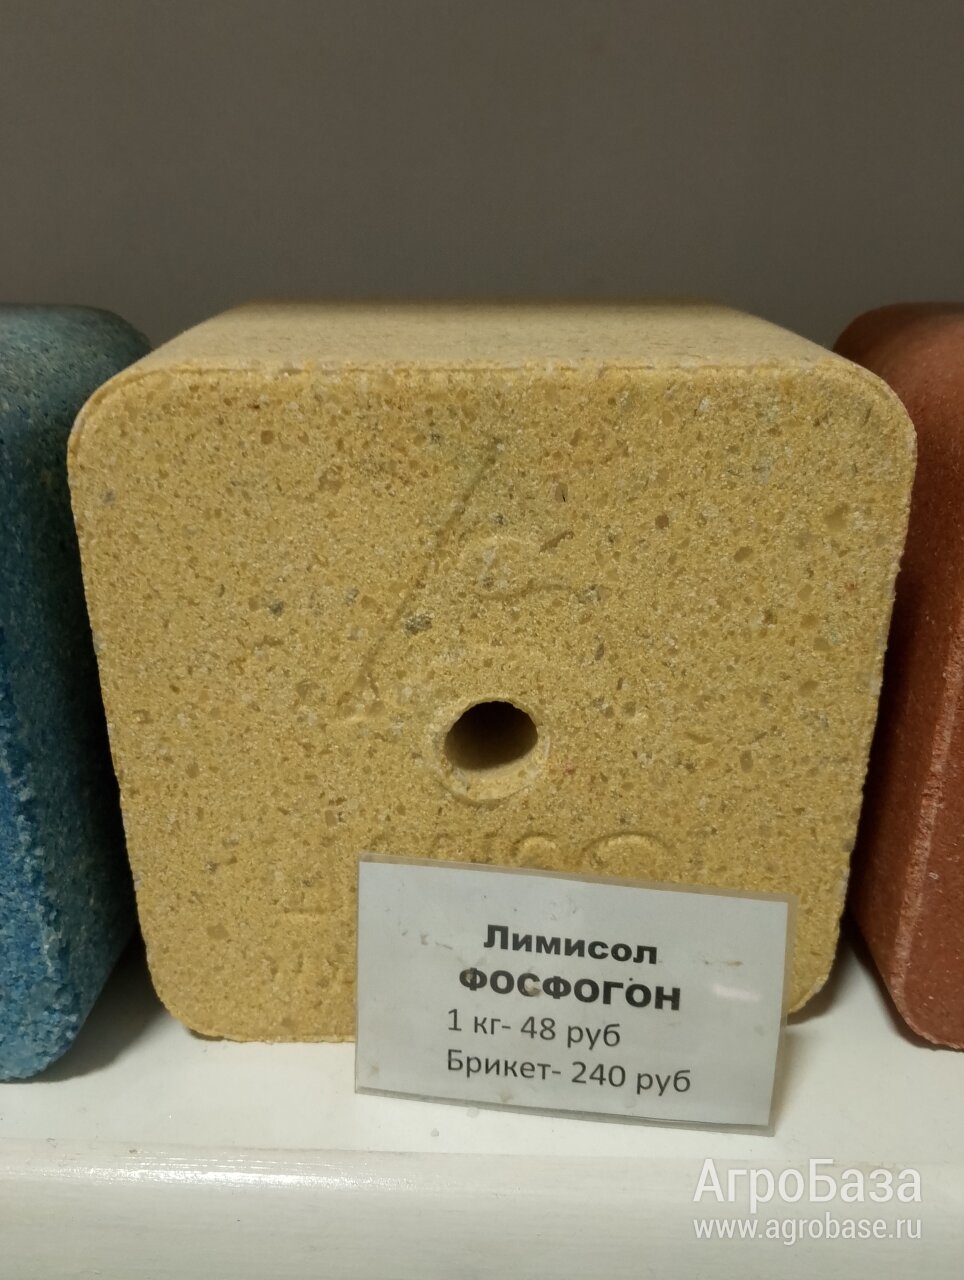 Лимисол
ФОСФОГОН
1 кг- 48 руб
Брикет- 240 руб
АгроБаза
www.agrobase.ru